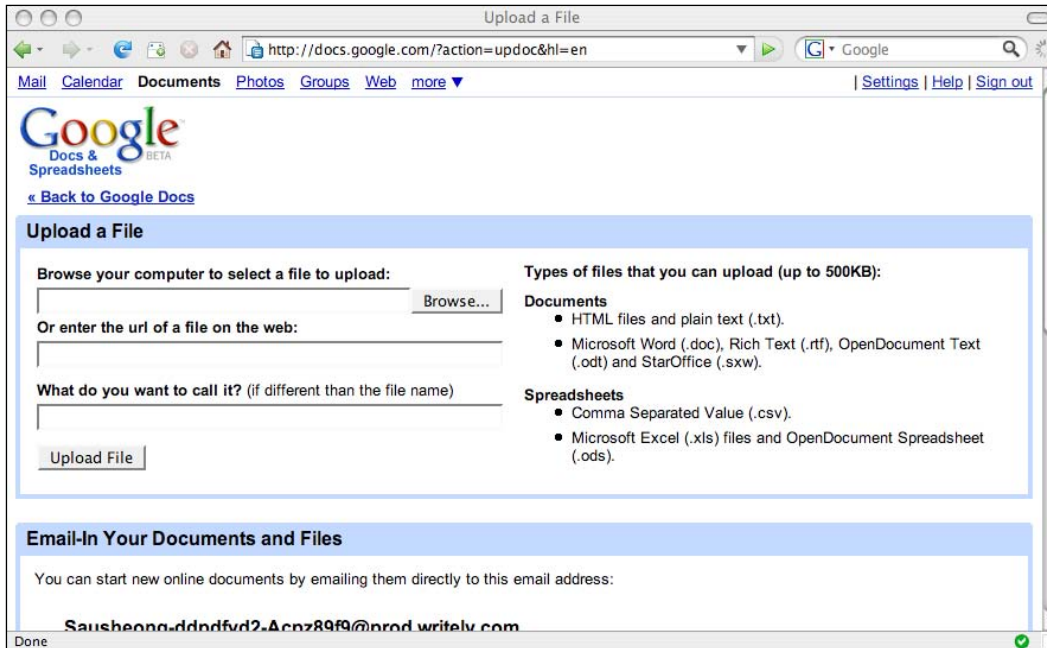 Upload a File
http://docs.google.com/?action=updoc&hl=en
G Google
Mail Calendar Documents Photos Groups Web more ▼ | Settings | Help | Sign out
Google
Docs & BETA
Spreadsheets
« Back to Google Docs
Upload a File
Browse your computer to select a file to upload:
Browse...
Or enter the url of a file on the web:
What do you want to call it? (if different than the file name)
Upload File
Types of files that you can upload (up to 500KB):
Documents
• HTML files and plain text (.txt).
• Microsoft Word (.doc), Rich Text (.rtf), OpenDocument Text
(.odt) and StarOffice (.sxw).
Spreadsheets
• Comma Separated Value (.csv).
• Microsoft Excel (.xls) files and OpenDocument Spreadsheet
(.ods).
Email-In Your Documents and Files
You can start new online documents by emailing them directly to this email address:
Sausheong-ddpdfyd2-Acpz89f9@prod.writely.com
Done